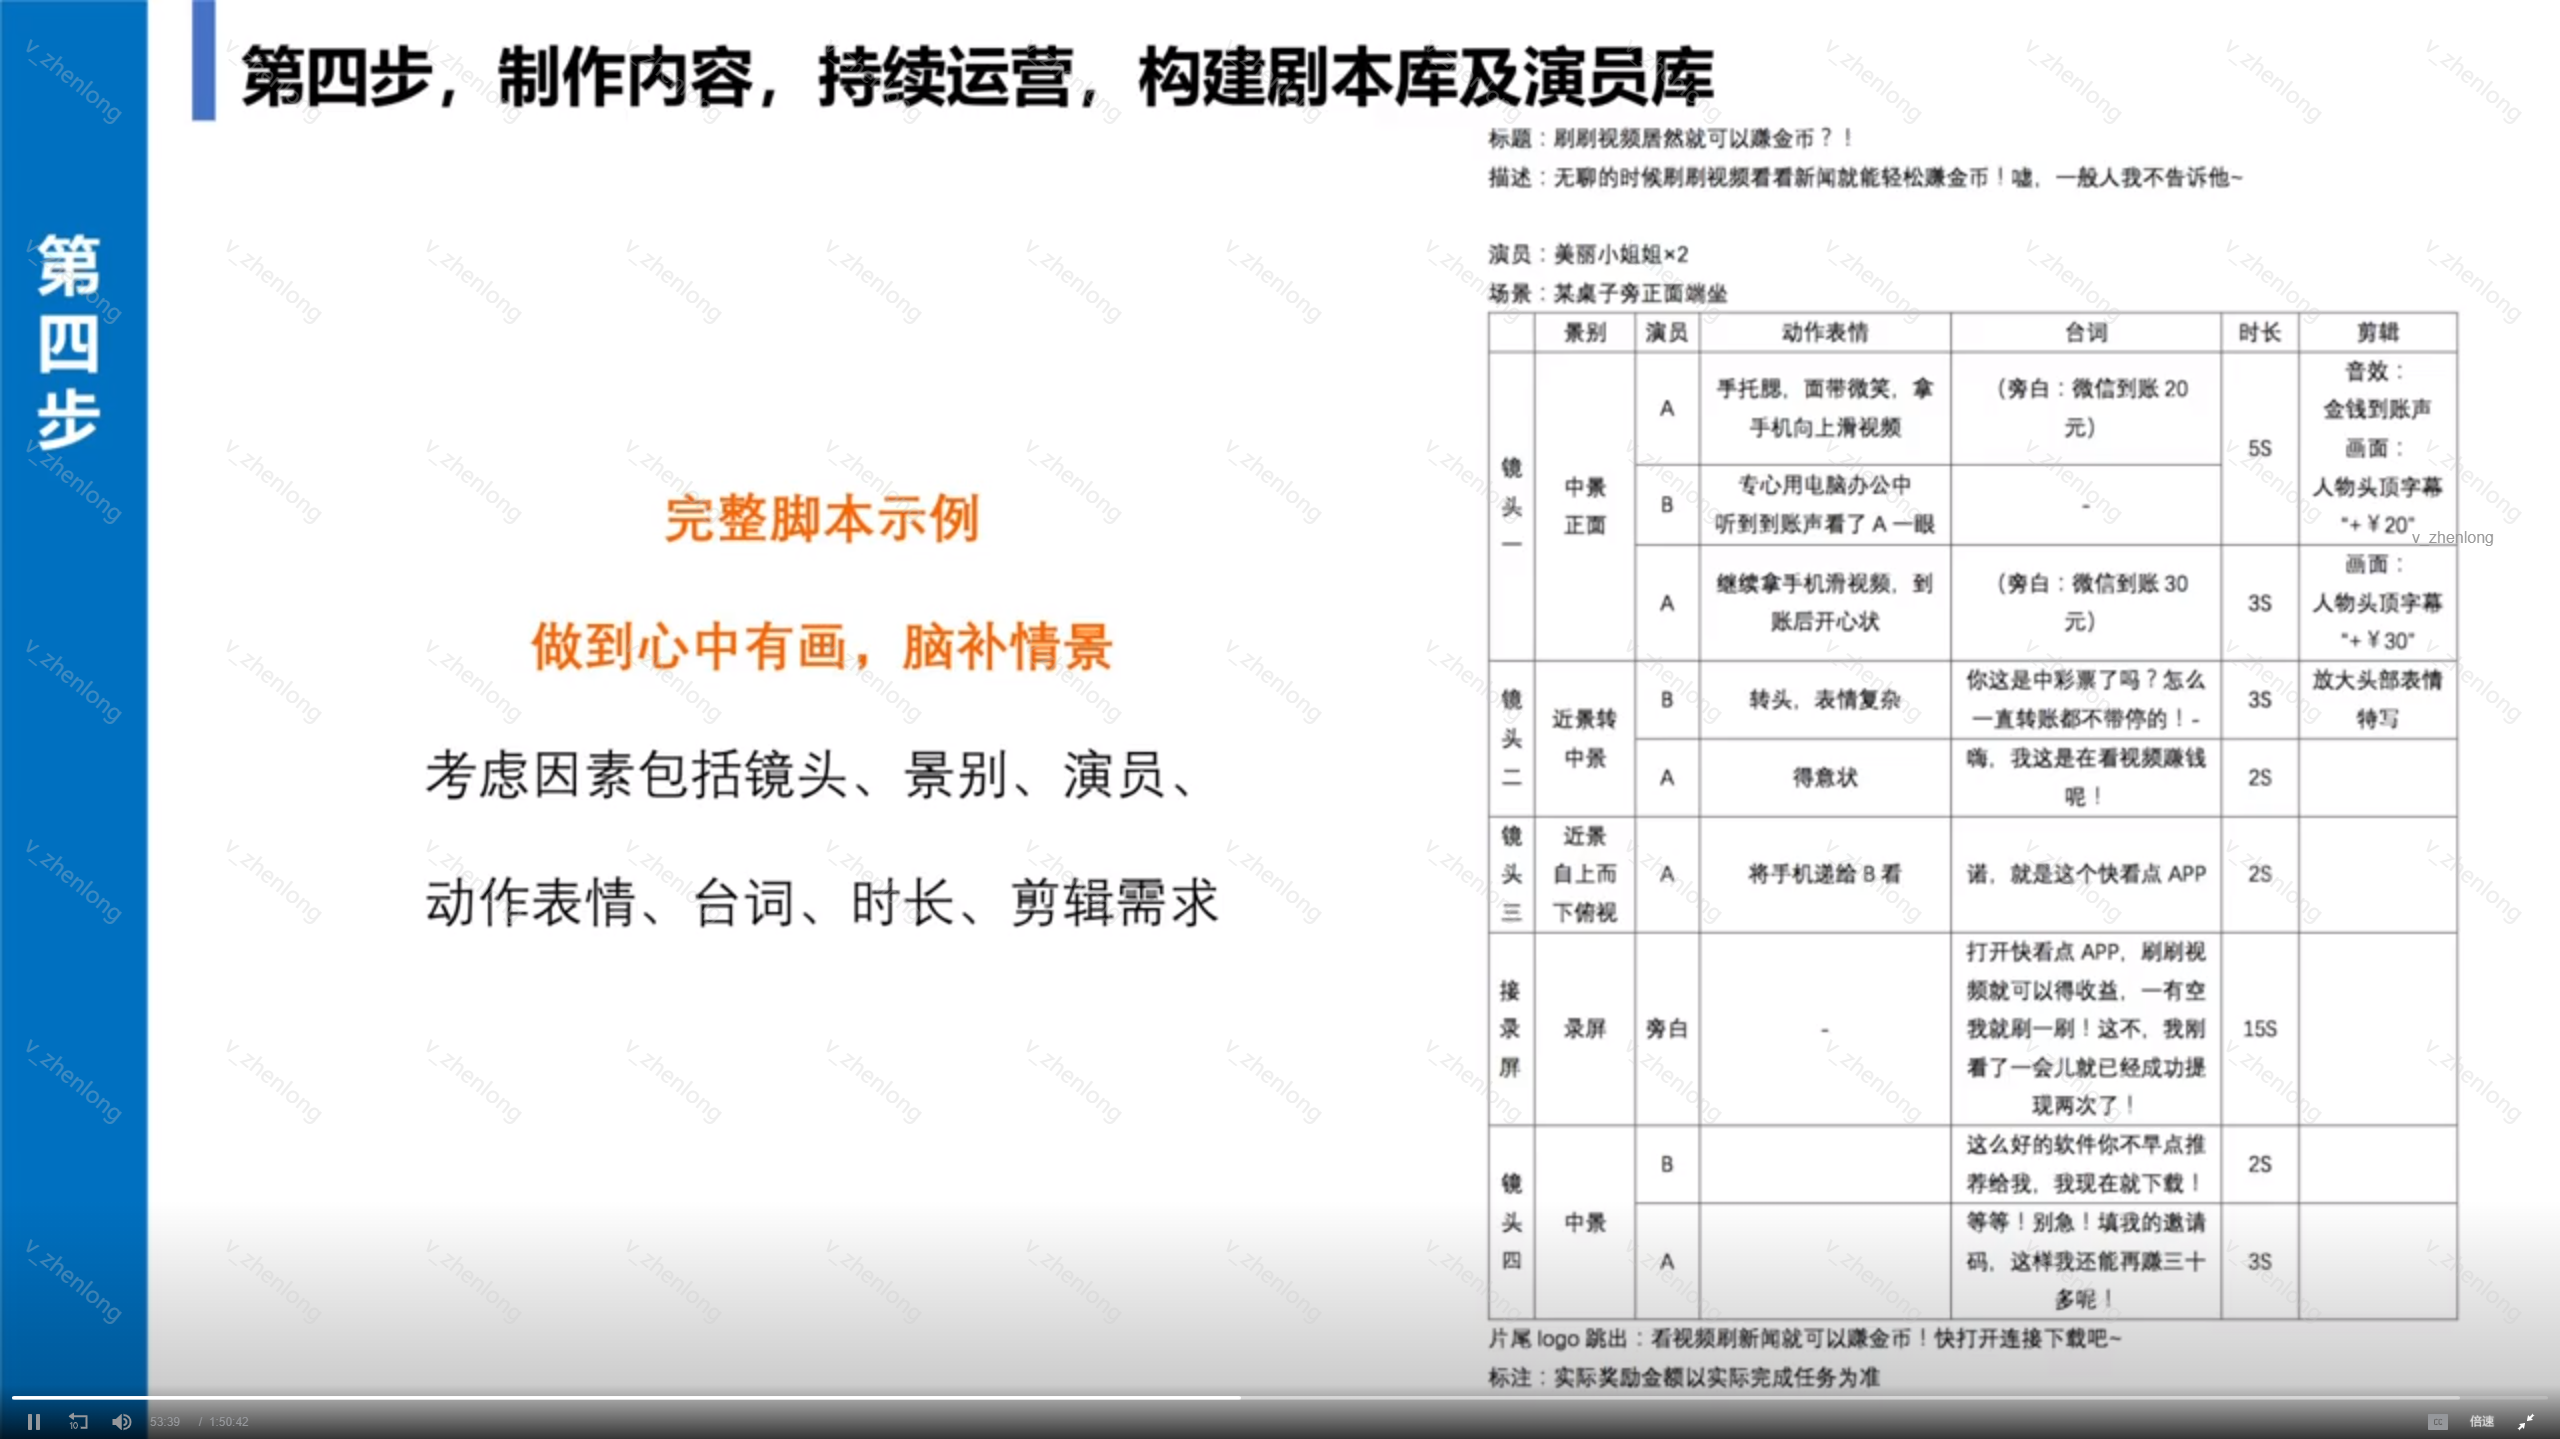 第四步，制作内容，持续运营，构建剧本库及演员库
第四步
完整脚本示例
做到心中有画，脑补情景
考虑因素包括镜头、景别、演员、
动作表情、台词、时长、剪辑需求
标题：刷刷视频居然就可以赚金币？！
描述：无聊的时候刷刷视频看看新闻就能轻松赚金币！嘘，一般人我不告诉他~
演员：美丽小姐姐×2
场景：某桌子旁正面端坐
景别 演员 动作表情 台词 时长 剪辑
镜头一
中景
正面
A
手托腮，面带微笑，拿
手机向上滑视频
（旁白：微信到账 20
元）
5S
音效：
金钱到账声
画面：
人物头顶字幕
“+￥20”
B
专心用电脑办公中
听到到账声看了 A 一眼
-
A
继续拿手机滑视频，到
账后开心状
（旁白：微信到账 30
元）
3S
画面：
人物头顶字幕
“+￥30”
镜头二
近景转
中景
B
转头，表情复杂
你这是中彩票了吗？怎么
一直转账都不带停的！-
3S
放大头部表情
特写
A
得意状
嗨，我这是在看视频赚钱
呢！
2S
镜头三
近景
自上而
下俯视
A
将手机递给 B 看
诺，就是这个快看点 APP
2S
接录屏
录屏
旁白
-
打开快看点 APP，刷刷视
频就可以得收益，一有空
我就刷一刷！这不，我刚
看了一会儿就已经成功提
现两次了！
15S
镜头四
中景
B
这么好的软件你不早点推
荐给我，我现在就下载！
2S
A
等等！别急！填我的邀请
码，这样我还能再赚三十
多呢！
3S
片尾 logo 跳出：看视频刷新闻就可以赚金币！快打开连接下载吧~
标注：实际奖励金额以实际完成任务为准
v_zhenlong
10
53:39 / 1:50:42
CC
倍速